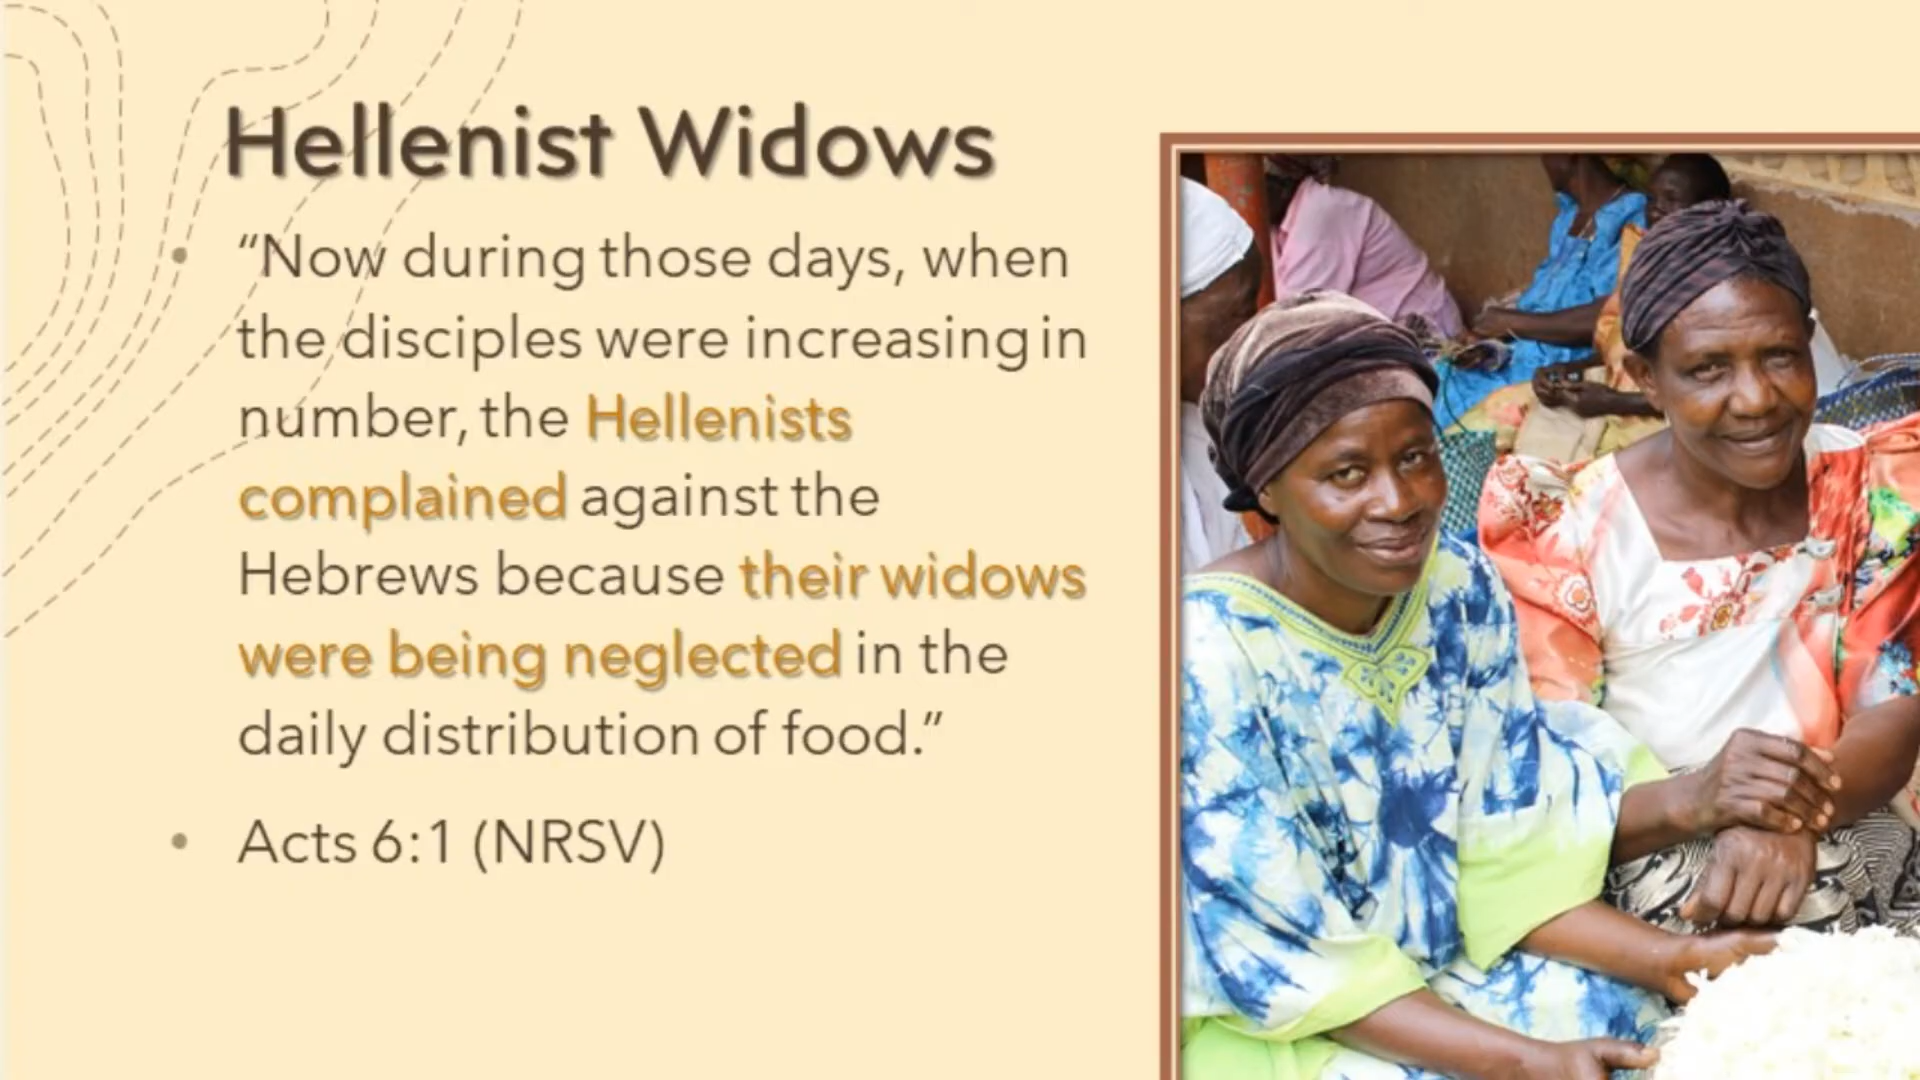 Hellenist Widows
• “Now during those days, when
the disciples were increasing in
number, the Hellenists
complained against the
Hebrews because their widows
were being neglected in the
daily distribution of food.”
• Acts 6:1 (NRSV)